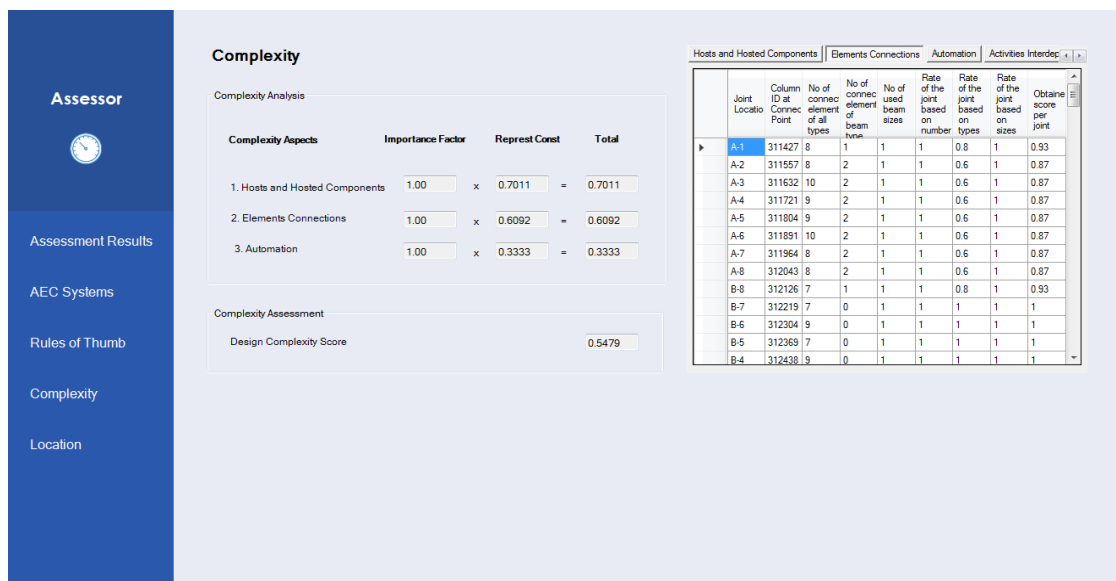 Assessor
Assessment Results
AEC Systems
Rules of Thumb
Complexity
Location
Complexity
Complexity Analysis
Complexity Aspects Importance Factor Represt Const Total
1. Hosts and Hosted Components 1.00 x 0.7011 = 0.7011
2. Elements Connections 1.00 x 0.6092 = 0.6092
3. Automation 1.00 x 0.3333 = 0.3333
Complexity Assessment
Design Complexity Score 0.5479
Hosts and Hosted Components Elements Connections Automation Activities Interdep
Joint Locatio Column ID at Connec Point No of connec element of all types No of connec element of beam type No of used beam sizes Rate of the joint based on number Rate of the joint based on types Rate of the joint based on sizes Obtaine score per joint
A-1 311427 8 1 1 1 0.8 1 0.93
A-2 311557 8 2 1 1 0.6 1 0.87
A-3 311632 10 2 1 1 0.6 1 0.87
A-4 311721 9 2 1 1 0.6 1 0.87
A-5 311804 9 2 1 1 0.6 1 0.87
A-6 311891 10 2 1 1 0.6 1 0.87
A-7 311964 8 2 1 1 0.6 1 0.87
A-8 312043 8 2 1 1 0.6 1 0.87
B-8 312126 7 1 1 1 0.8 1 0.93
B-7 312219 7 0 1 1 1 1 1
B-6 312304 9 0 1 1 1 1 1
B-5 312369 7 0 1 1 1 1 1
B-4 312438 9 0 1 1 1 1 1